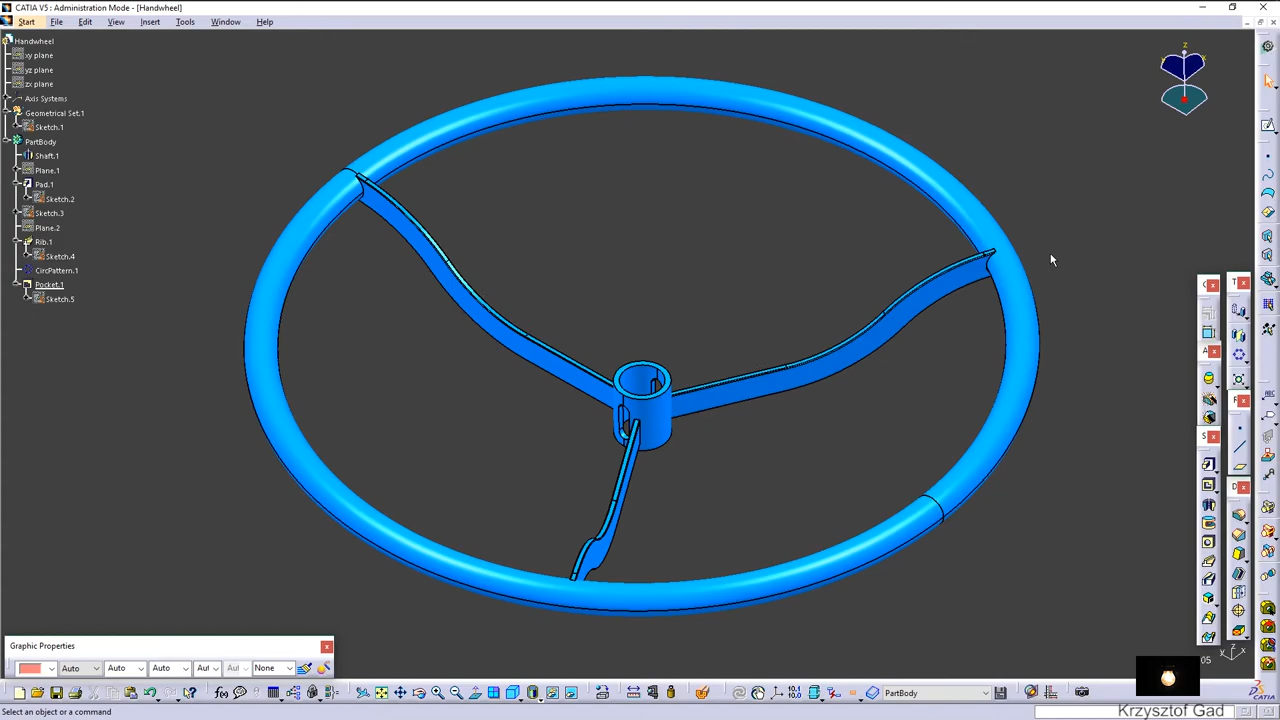 CATIA V5 : Administration Mode - [Handwheel]
Start File Edit View Insert Tools Window Help
Handwheel
xy plane
yz plane
zx plane
Axis Systems
Geometrical Set.1
Sketch.1
PartBody
Shaft.1
Plane.1
Pad.1
Sketch.2
Sketch.3
Plane.2
Rib.1
Sketch.4
CircPattern.1
Pocket.1
Sketch.5
z
C T
A
F
S D
Graphic Properties
Auto Auto Auto Aut Aut None
PartBody
Select an object or a command
Krzysztof Gad
CATIA